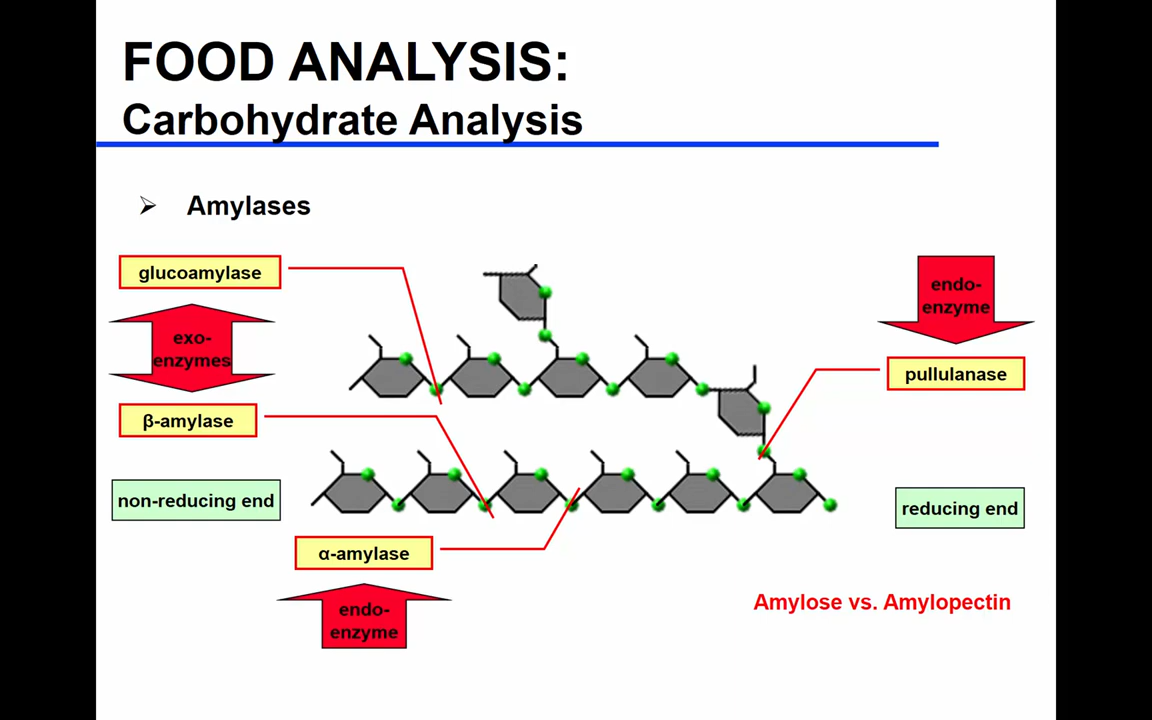 FOOD ANALYSIS:
Carbohydrate Analysis
Amylases
glucoamylase
exo-
enzymes
β-amylase
non-reducing end
α-amylase
endo-
enzyme
endo-
enzyme
pullulanase
reducing end
Amylose vs. Amylopectin